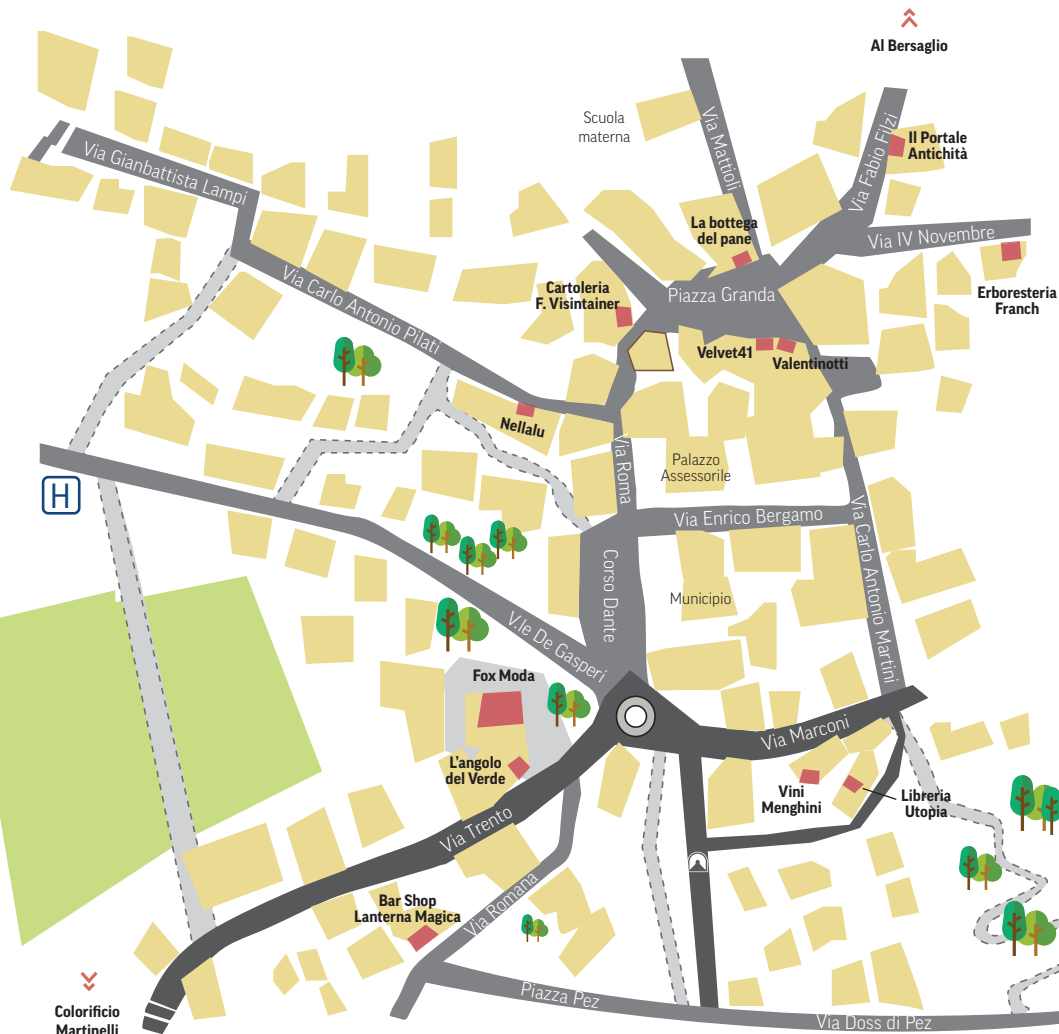 Al Bersaglio
Scuola
materna
Via Mattioli
Via Fabio Filzi
Il Portale
Antichità
Via Gianbattista Lampi
La bottega
del pane
Via IV Novembre
Via Carlo Antonio Pilati
Cartoleria
F. Visintainer
Piazza Granda
Erboresteria
Franch
Velvet41
Valentinotti
Nellalu
Via Roma
Palazzo
Assessorile
H
Via Enrico Bergamo
Via Carlo Antonio Martini
Corso Dante
Municipio
V.le De Gasperi
Fox Moda
Via Marconi
L'angolo
del Verde
Vini
Menghini
Libreria
Utopia
Via Trento
Bar Shop
Lanterna Magica
Via Romana
Piazza Pez
Via Doss di Pez
Colorificio
Martinelli